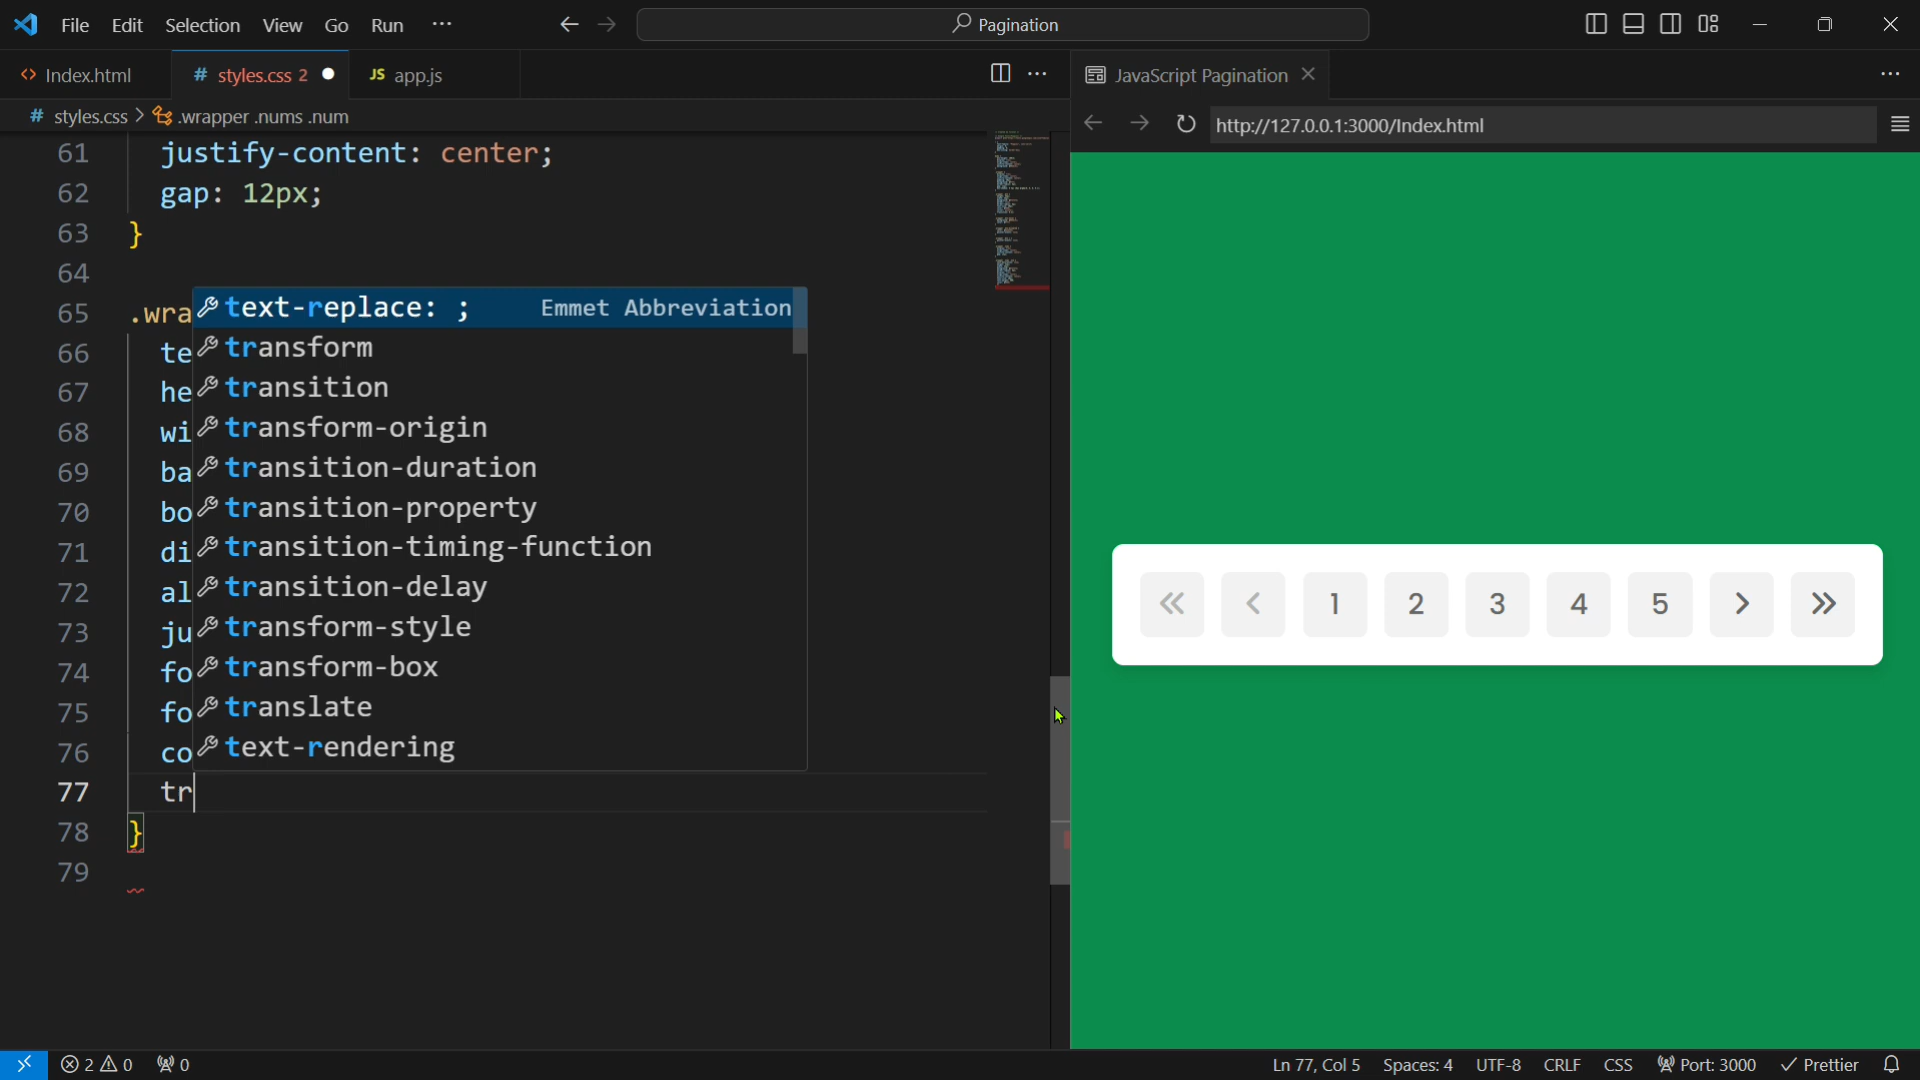 File Edit Selection View Go Run ··· Pagination
Index.html # styles.css 2 JS app.js ··· JavaScript Pagination ···
# styles.css > .wrapper .nums .num
http://127.0.0.1:3000/Index.html
61 justify-content: center;
62 gap: 12px;
63 }
64
65 .wra
66 te
67 he
68 wi
69 ba
70 bo
71 di
72 al
73 ju
74 fo
75 fo
76 co
77 tr
78 }
79
text-replace: ; Emmet Abbreviation
transform
transition
transform-origin
transition-duration
transition-property
transition-timing-function
transition-delay
transform-style
transform-box
translate
text-rendering
« < 1 2 3 4 5 > »
2 0 0 Ln 77, Col 5 Spaces: 4 UTF-8 CRLF CSS Port: 3000 Prettier